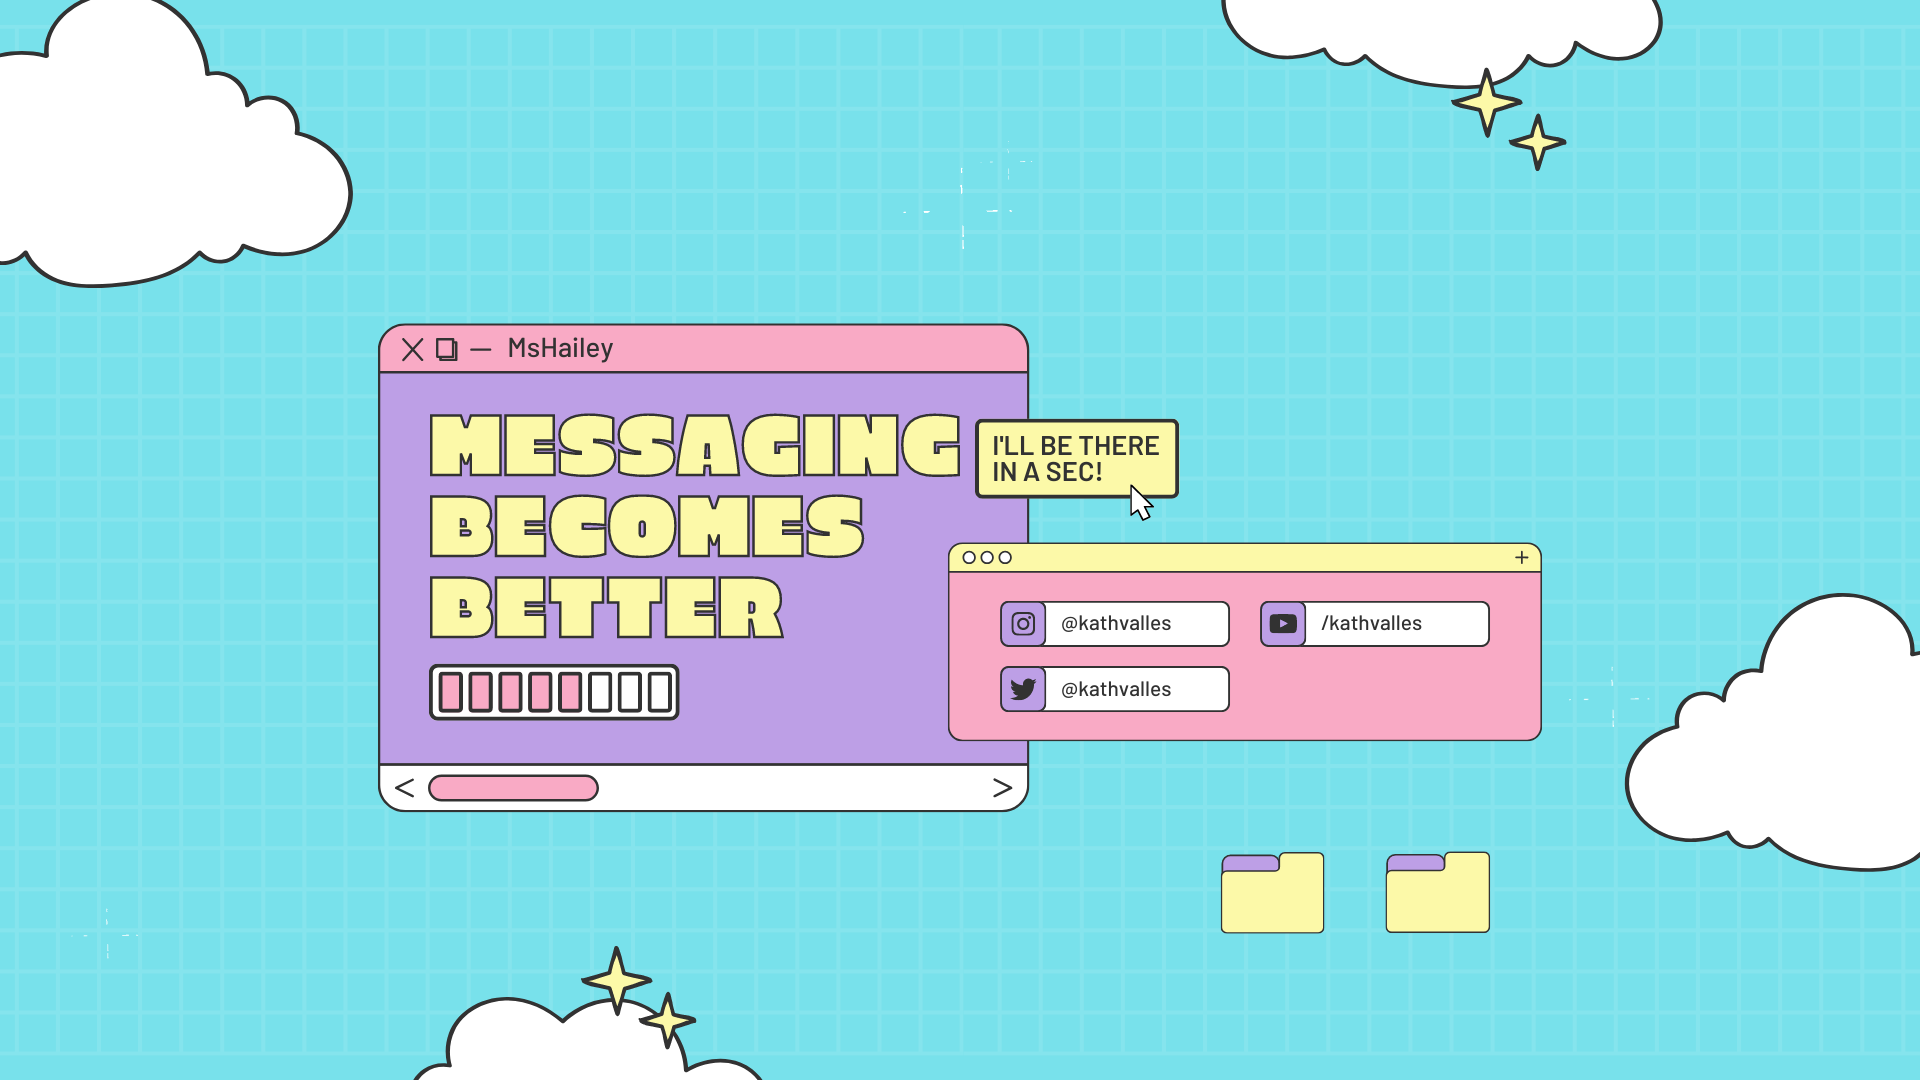 MsHailey
MESSAGING
BECOMES
BETTER
I'LL BE THERE
IN A SEC!
@kathvalles
/kathvalles
@kathvalles